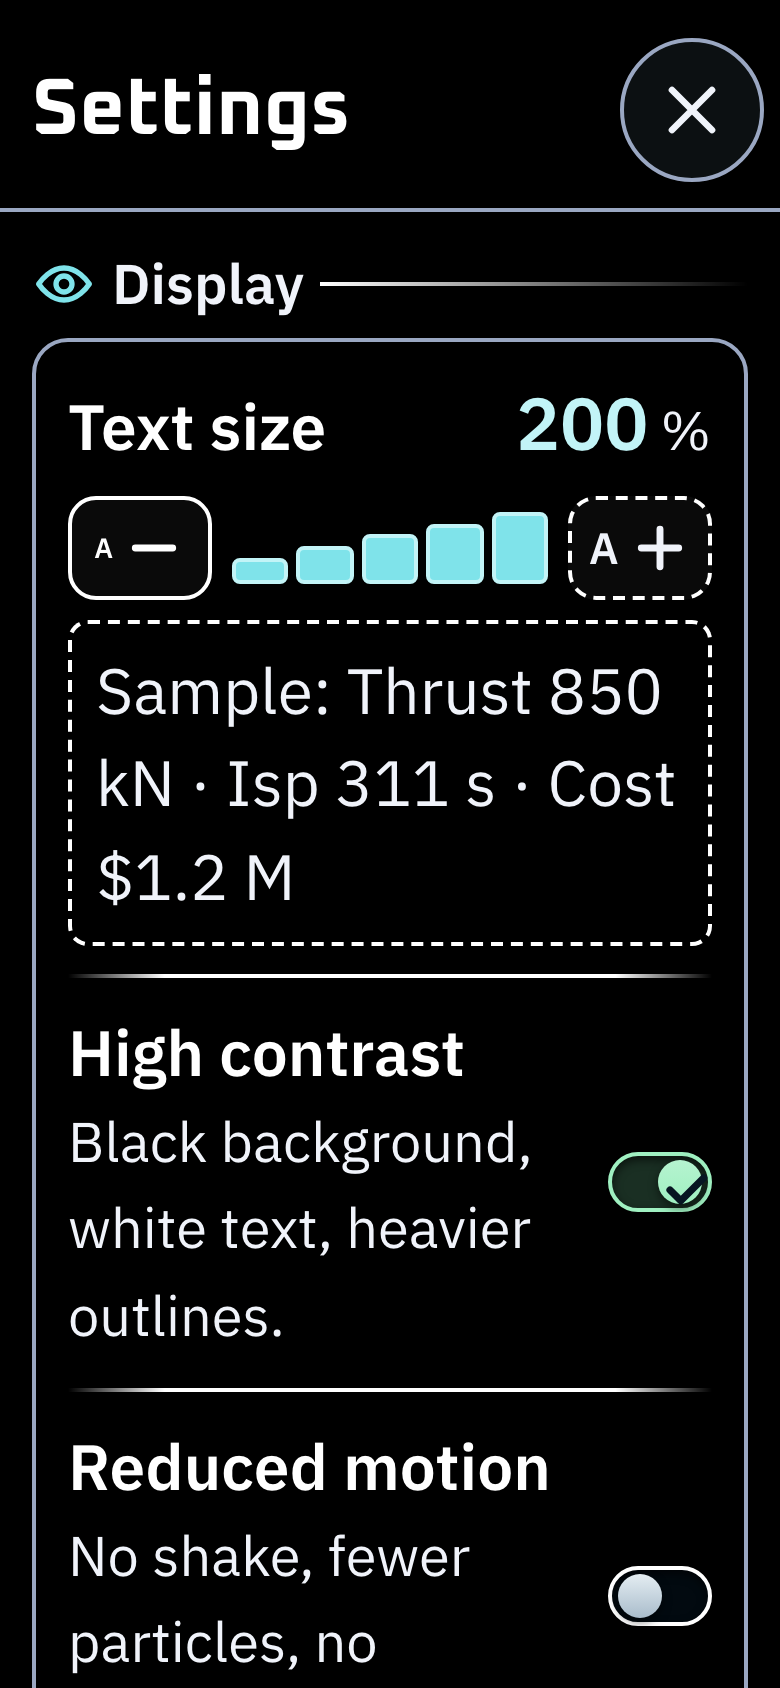 Settings
Display
Text size 200 %
A A
Sample: Thrust 850
kN · Isp 311 s · Cost
$1.2 M
High contrast
Black background,
white text, heavier
outlines.
Reduced motion
No shake, fewer
particles, no